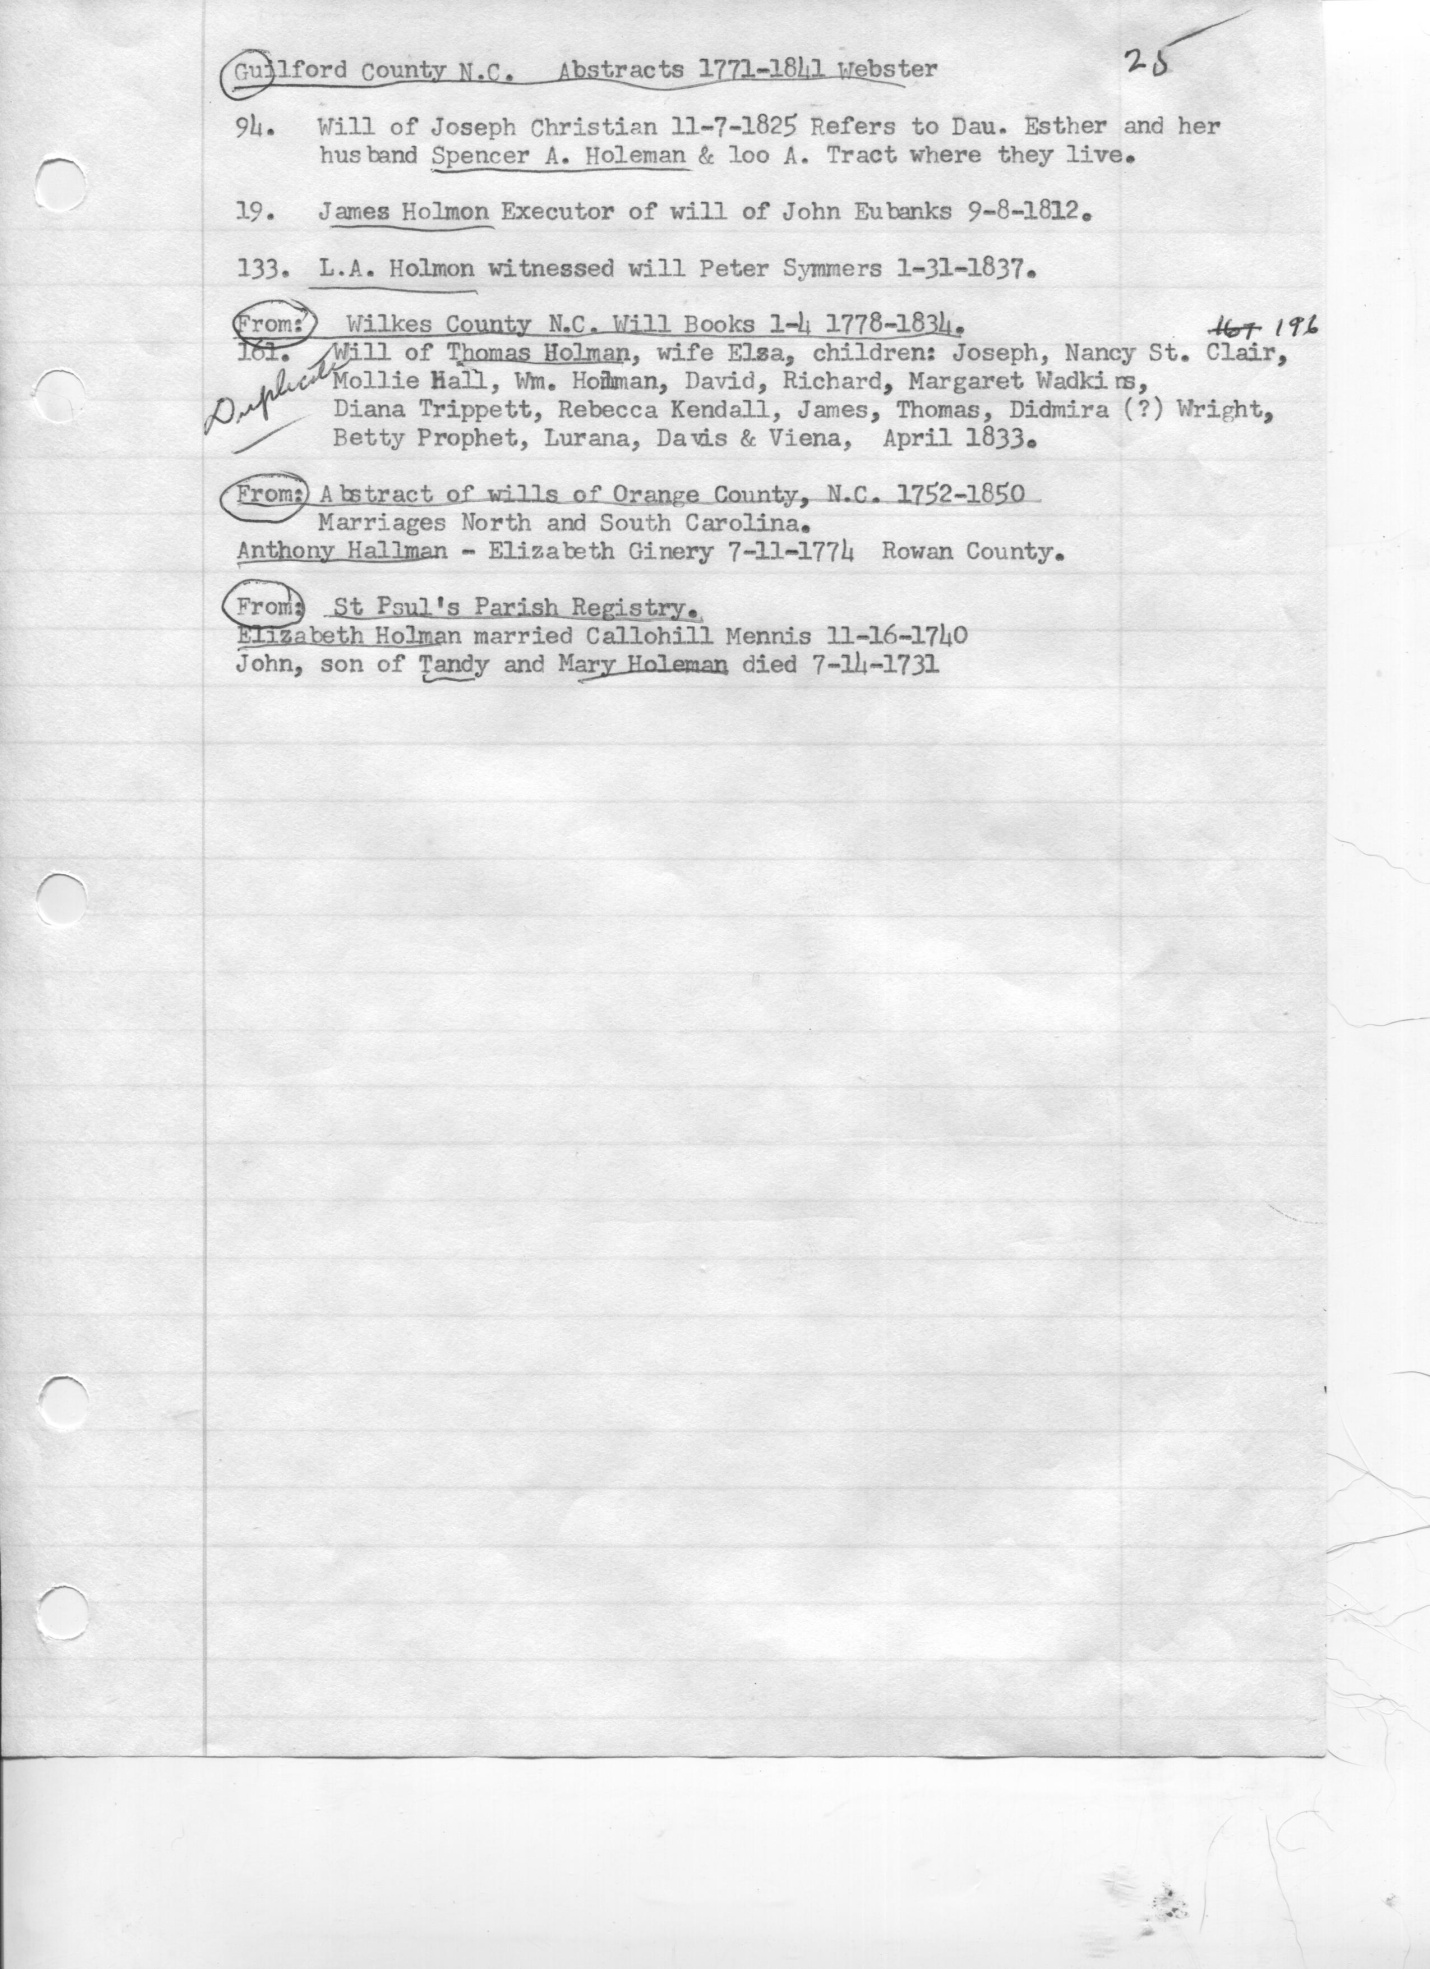 Guilford County N.C. Abstracts 1771-1841 Webster 25
94. Will of Joseph Christian 11-7-1825 Refers to Dau. Esther and her
husband Spencer A. Holeman & loo A. Tract where they live.
19. James Holmon Executor of will of John Eubanks 9-8-1812.
133. L.A. Holmon witnessed will Peter Symmers 1-31-1837.
From: Wilkes County N.C. Will Books 1-4 1778-1834. 167 196
161. Will of Thomas Holman, wife Elsa, children: Joseph, Nancy St. Clair,
Duplicate Mollie Hall, Wm. Holman, David, Richard, Margaret Wadkins,
Diana Trippett, Rebecca Kendall, James, Thomas, Didmira (?) Wright,
Betty Prophet, Lurana, Davis & Viena, April 1833.
From: Abstract of wills of Orange County, N.C. 1752-1850
Marriages North and South Carolina.
Anthony Hallman - Elizabeth Ginery 7-11-1774 Rowan County.
From: St Psul's Parish Registry.
Elizabeth Holman married Callohill Mennis 11-16-1740
John, son of Tandy and Mary Holeman died 7-14-1731